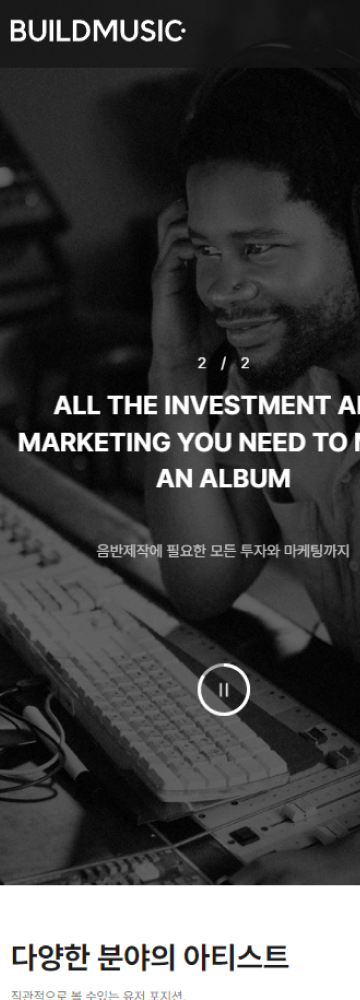 BUILDMUSIC
2 / 2
ALL THE INVESTMENT
MARKETING YOU NEED TO
AN ALBUM
음반제작에 필요한 모든 투자와 마케팅까지
다양한 분야의 아티스트
직관적으로 볼 수있는 유저 포지션.